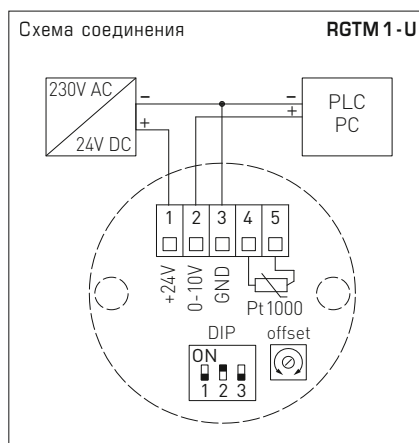 Схема соединения RGTM 1 - U
230V AC
24V DC
–
+
–
+
PLC
PC
1 2 3 4 5
+24V
0-10V
GND
Pt1000
DIP
offset
ON
1 2 3